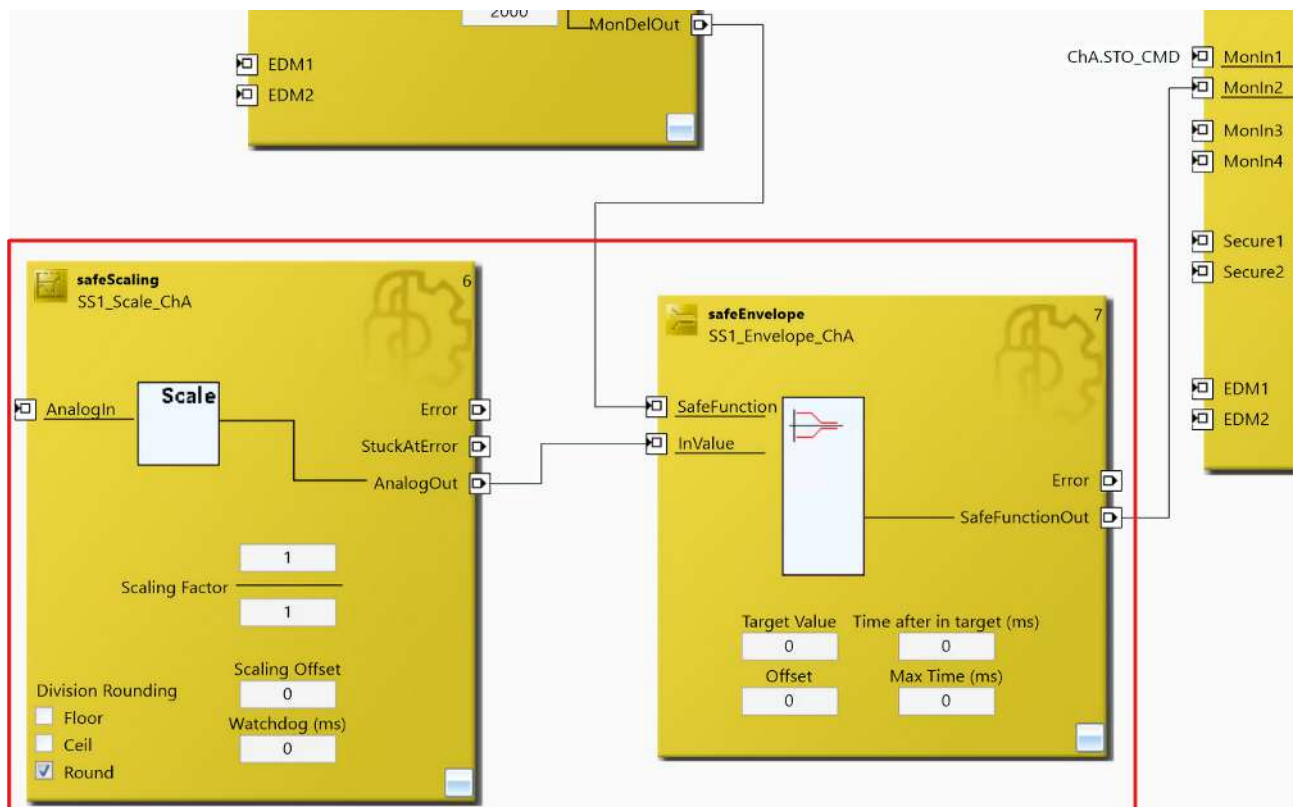 2000
MonDelOut
EDM1
EDM2
ChA.STO_CMD
MonIn1
MonIn2
MonIn3
MonIn4
Secure1
Secure2
EDM1
EDM2
safeScaling
6
SS1_Scale_ChA
AnalogIn
Scale
Error
StuckAtError
AnalogOut
Scaling Factor
1
1
Scaling Offset
0
Watchdog (ms)
0
Division Rounding
Floor
Ceil
Round
safeEnvelope
7
SS1_Envelope_ChA
SafeFunction
InValue
Error
SafeFunctionOut
Target Value Time after in target (ms)
0 0
Offset Max Time (ms)
0 0